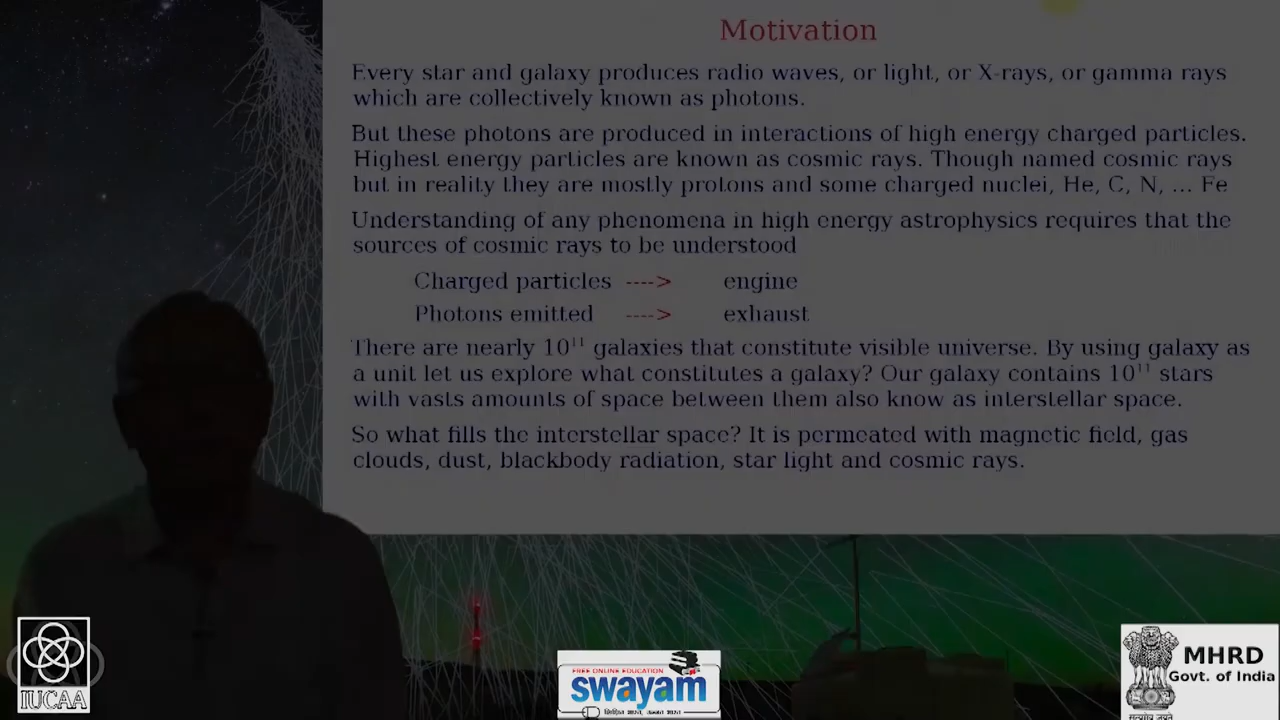 Motivation
Every star and galaxy produces radio waves, or light, or X-rays, or gamma rays
which are collectively known as photons.
But these photons are produced in interactions of high energy charged particles.
Highest energy particles are known as cosmic rays. Though named cosmic rays
but in reality they are mostly protons and some charged nuclei, He, C, N, ... Fe
Understanding of any phenomena in high energy astrophysics requires that the
sources of cosmic rays to be understood
Charged particles ----> engine
Photons emitted ----> exhaust
There are nearly 10¹¹ galaxies that constitute visible universe. By using galaxy as
a unit let us explore what constitutes a galaxy? Our galaxy contains 10¹¹ stars
with vasts amounts of space between them also know as interstellar space.
So what fills the interstellar space? It is permeated with magnetic field, gas
clouds, dust, blackbody radiation, star light and cosmic rays.
IUCAA
FREE ONLINE EDUCATION
swayam
MHRD
Govt. of India